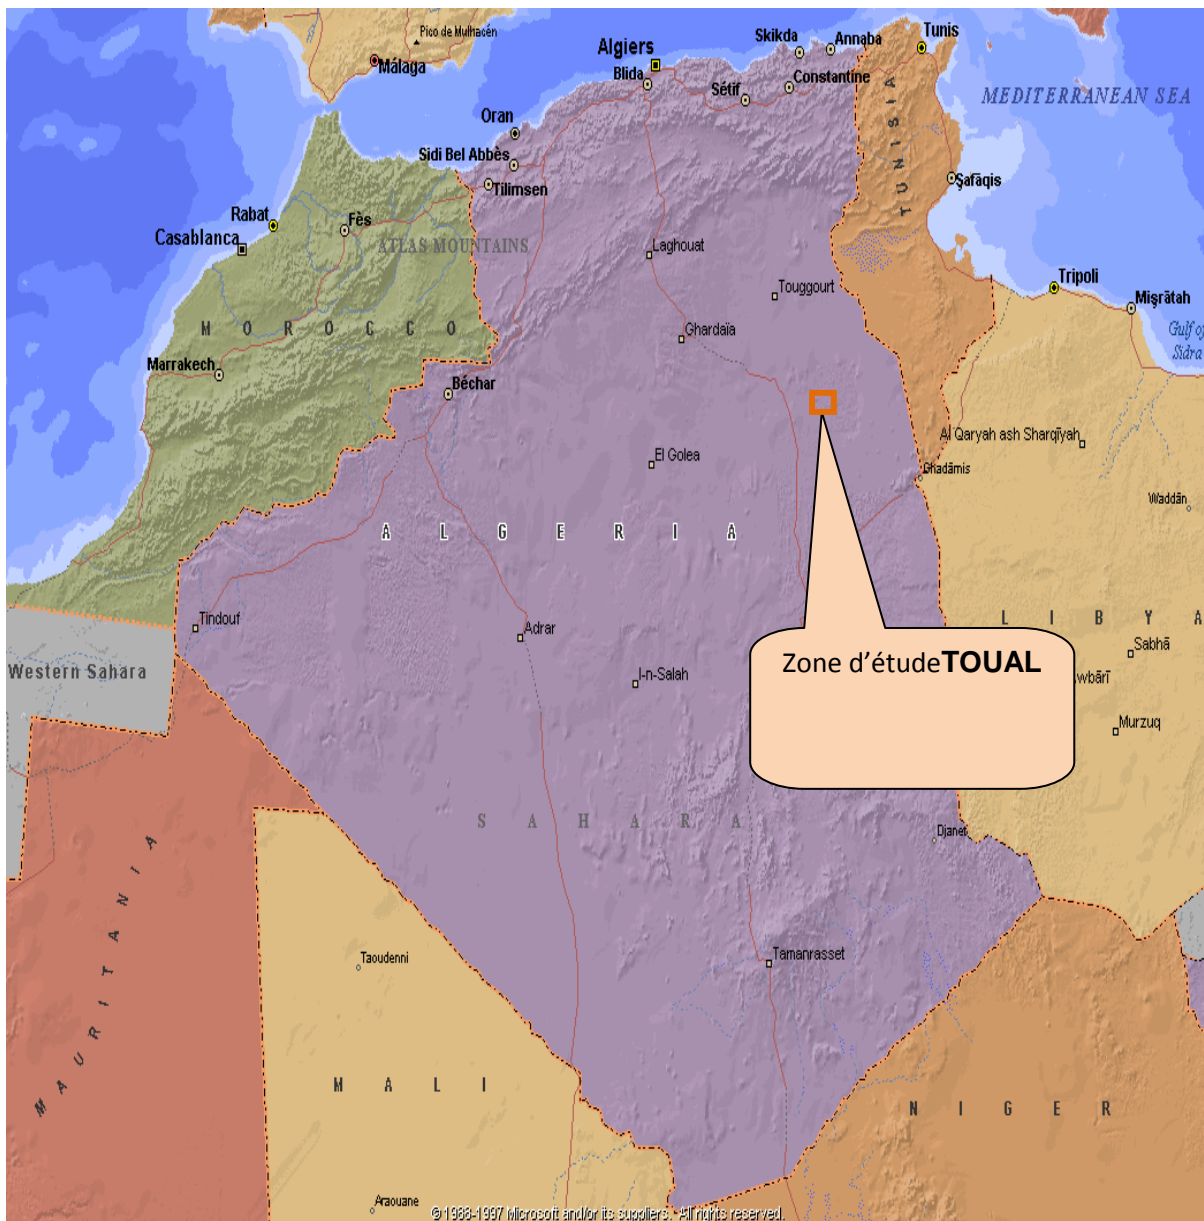 Pico de Mulhacén
Málaga
Algiers
Blida
Skikda
Annaba
Tunis
Constantine
Sétif
MEDITERRANEAN SEA
TUNISIA
Oran
Sidi Bel Abbès
Tilimsen
Şafāqis
Rabat
Fès
Casablanca
ATLAS MOUNTAINS
Laghouat
Touggourt
Tripoli
Mişrātah
Gulf of
Sidra
MOROCCO
Ghardaïa
Marrakech
Béchar
Al Qaryah ash Sharqīyah
El Golea
Ghadāmis
Waddān
ALGERIA
Tindouf
Adrar
LIBYA
Western Sahara
Zone d'étudeTOUAL
Sabhā
I-n-Salah
wbārī
Murzuq
SAHARA
Djanet
MAURITANIA
Taoudenni
Tamanrasset
MALI
NIGER
Araouane
© 1988-1997 Microsoft and/or its suppliers. All rights reserved.